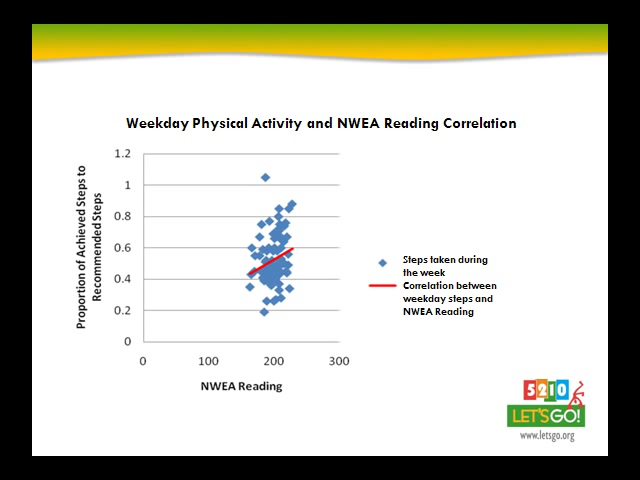 Weekday Physical Activity and NWEA Reading Correlation
Proportion of Achieved Steps to
Recommended Steps
1.2
1
0.8
0.6
0.4
0.2
0
0 100 200 300
NWEA Reading
Steps taken during
the week
Correlation between
weekday steps and
NWEA Reading
5210
LET'S GO!
www.letsgo.org